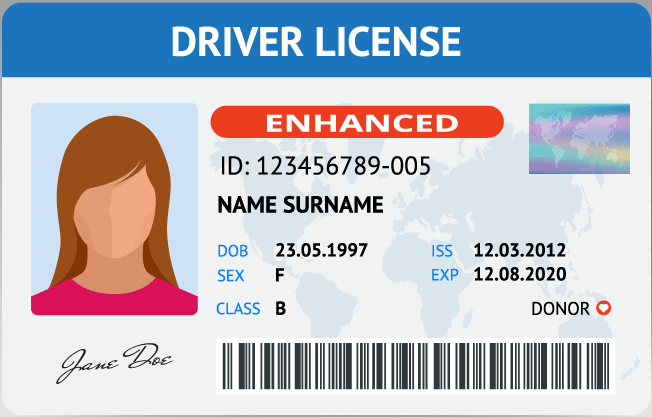 DRIVER LICENSE
ENHANCED
ID: 123456789-005
NAME SURNAME
DOB 23.05.1997 ISS 12.03.2012
SEX F EXP 12.08.2020
CLASS B DONOR
Jane Doe